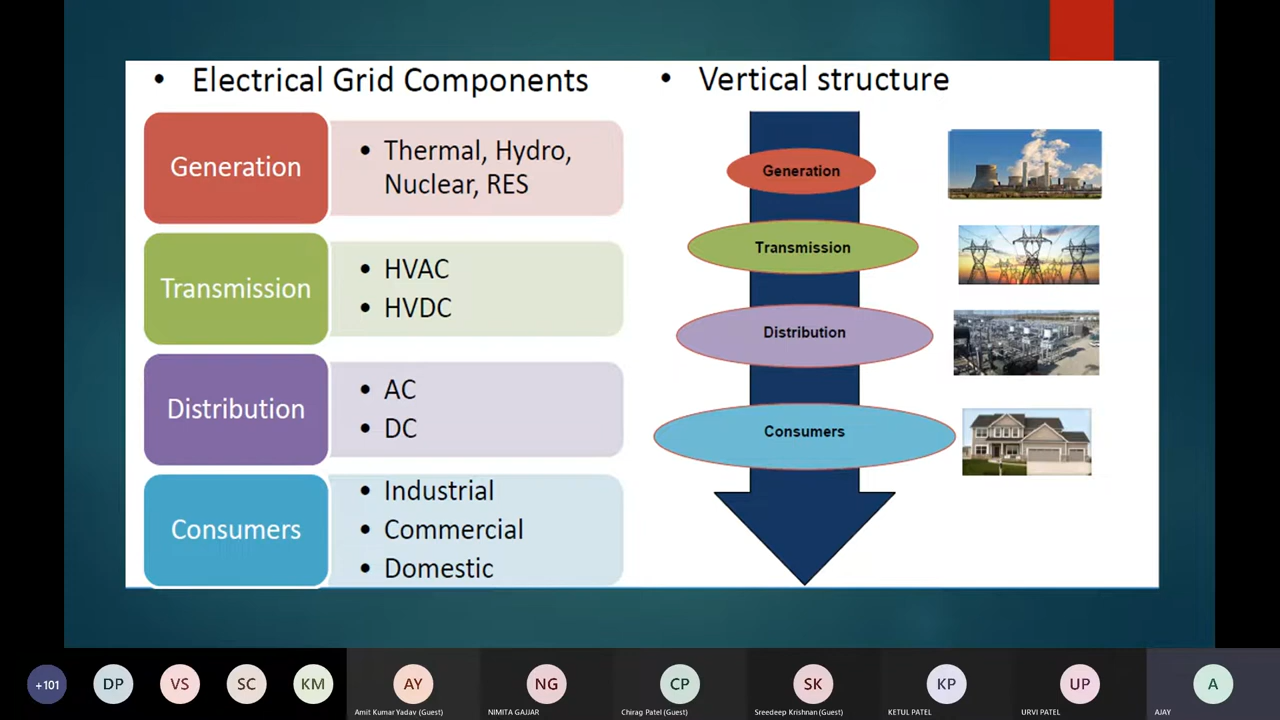 • Electrical Grid Components
Generation
• Thermal, Hydro,
Nuclear, RES
Transmission
• HVAC
• HVDC
Distribution
• AC
• DC
Consumers
• Industrial
• Commercial
• Domestic
• Vertical structure
Generation
Transmission
Distribution
Consumers
+101
DP
VS
SC
KM
AY
Amit Kumar Yadav (Guest)
NG
NIMITA GAJJAR
CP
Chirag Patel (Guest)
SK
Sreedeep Krishnan (Guest)
KP
KETUL PATEL
UP
URVI PATEL
A
AJAY